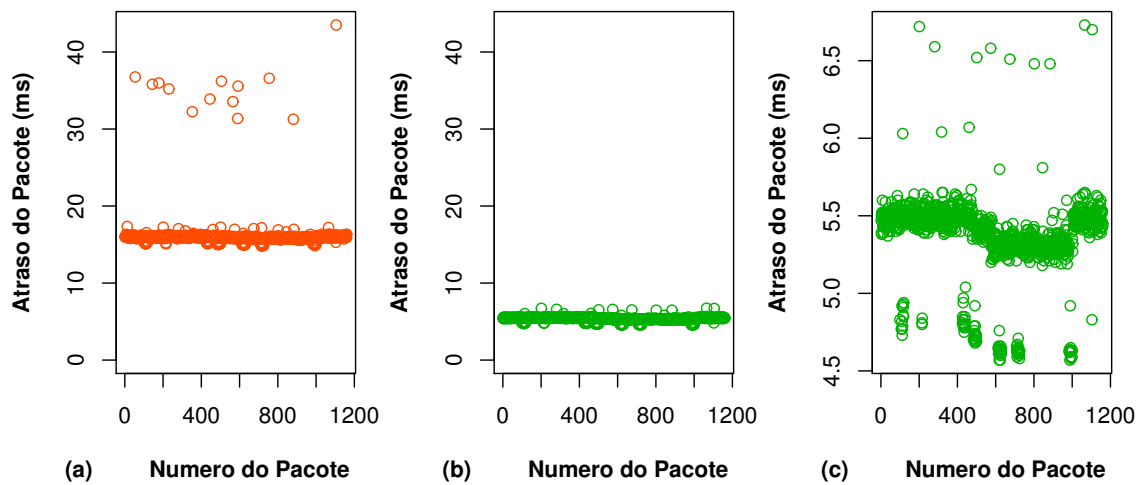 Atraso do Pacote (ms)
0 10 20 30 40
0 400 800 1200
(a) Numero do Pacote
Atraso do Pacote (ms)
0 10 20 30 40
0 400 800 1200
(b) Numero do Pacote
Atraso do Pacote (ms)
4.5 5.0 5.5 6.0 6.5
0 400 800 1200
(c) Numero do Pacote